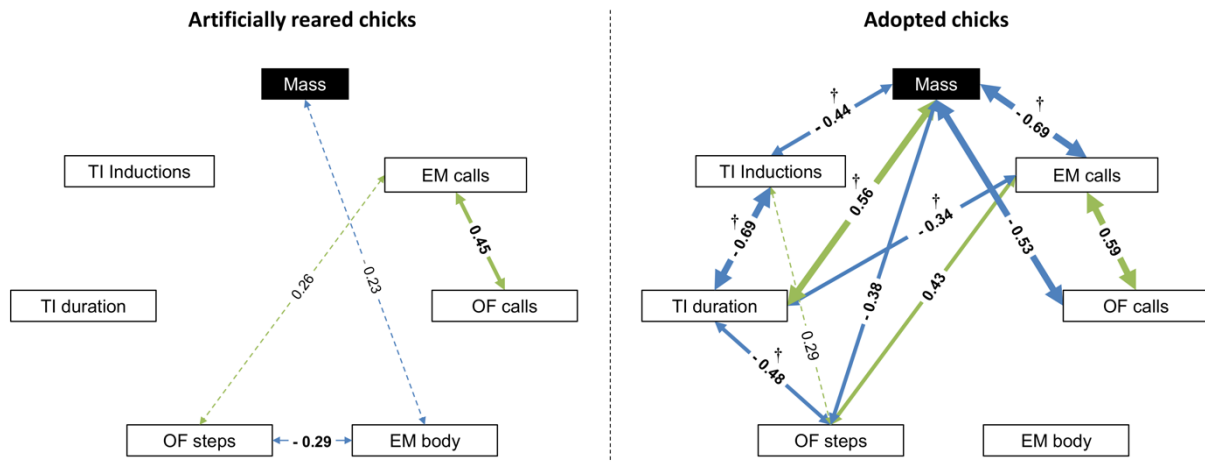 Artificially reared chicks
Mass
TI Inductions
EM calls
0.45
0.26
0.23
TI duration
OF calls
OF steps
- 0.29
EM body
Adopted chicks
Mass
†
- 0.44
†
- 0.69
TI Inductions
EM calls
†
0.56
†
- 0.34
†
- 0.69
- 0.53
0.59
- 0.38
0.43
TI duration
OF calls
0.29
†
- 0.48
OF steps
EM body